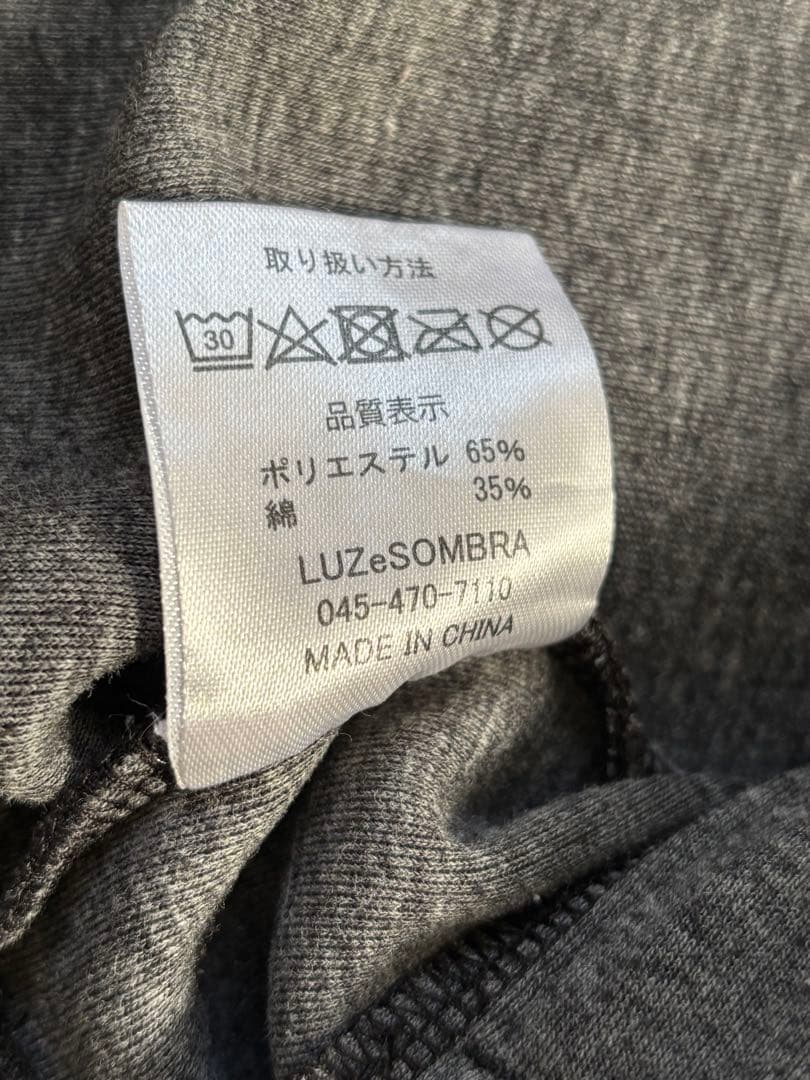 取り扱い方法
30
品質表示
ポリエステル 65%
綿 35%
LUZeSOMBRA
045-470-7110
MADE IN CHINA